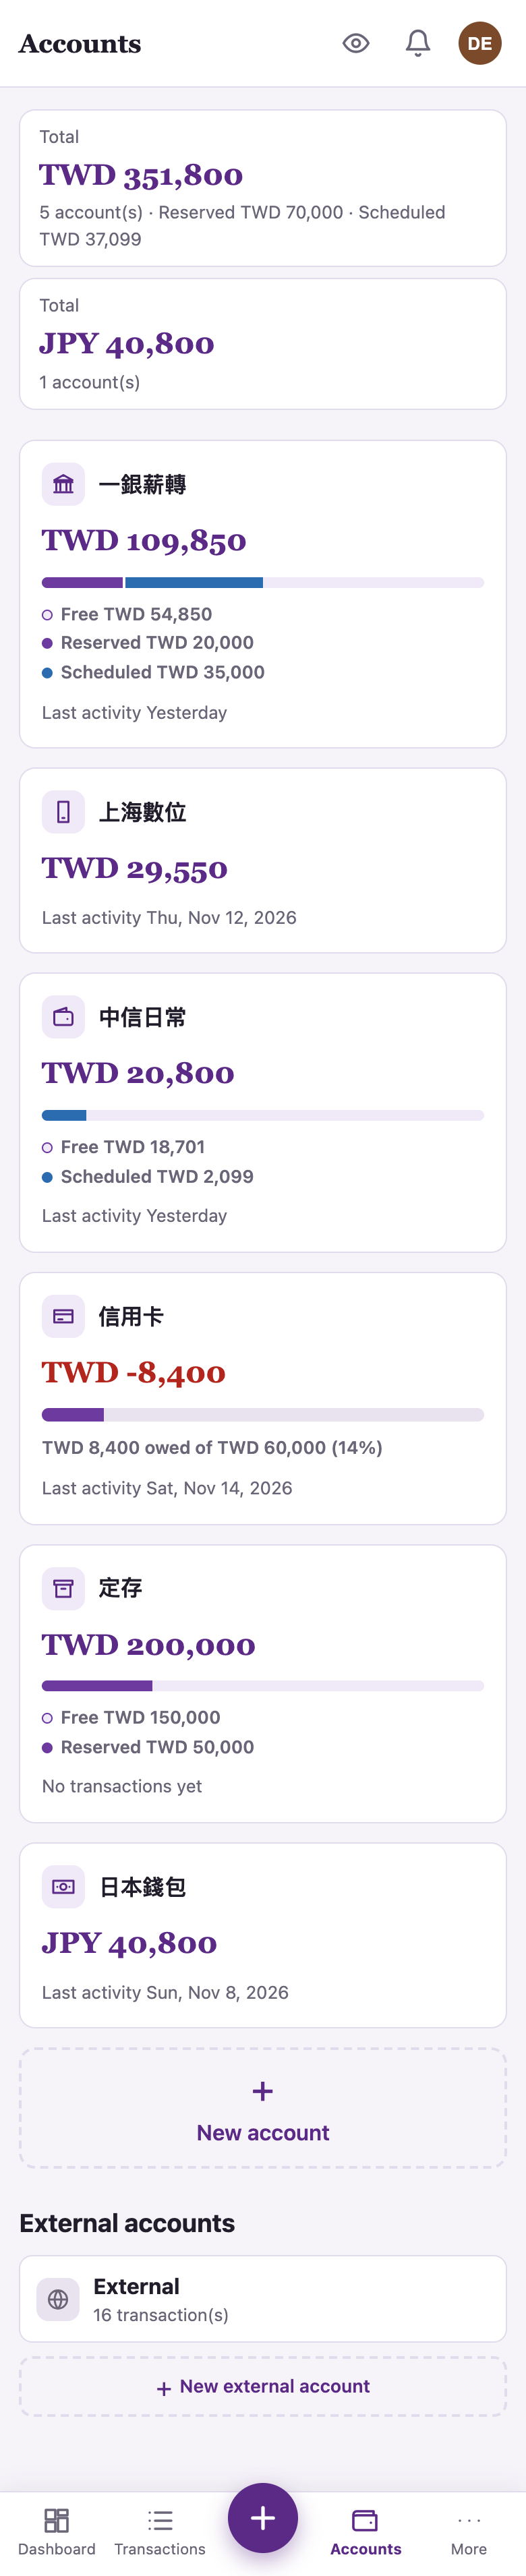 Accounts
DE
Total
TWD 351,800
5 account(s) · Reserved TWD 70,000 · Scheduled
TWD 37,099
Total
JPY 40,800
1 account(s)
一銀薪轉
TWD 109,850
Free TWD 54,850
Reserved TWD 20,000
Scheduled TWD 35,000
Last activity Yesterday
上海數位
TWD 29,550
Last activity Thu, Nov 12, 2026
中信日常
TWD 20,800
Free TWD 18,701
Scheduled TWD 2,099
Last activity Yesterday
信用卡
TWD -8,400
TWD 8,400 owed of TWD 60,000 (14%)
Last activity Sat, Nov 14, 2026
定存
TWD 200,000
Free TWD 150,000
Reserved TWD 50,000
No transactions yet
日本錢包
JPY 40,800
Last activity Sun, Nov 8, 2026
+
New account
External accounts
External
16 transaction(s)
+ New external account
+
Dashboard
Transactions
Accounts
More